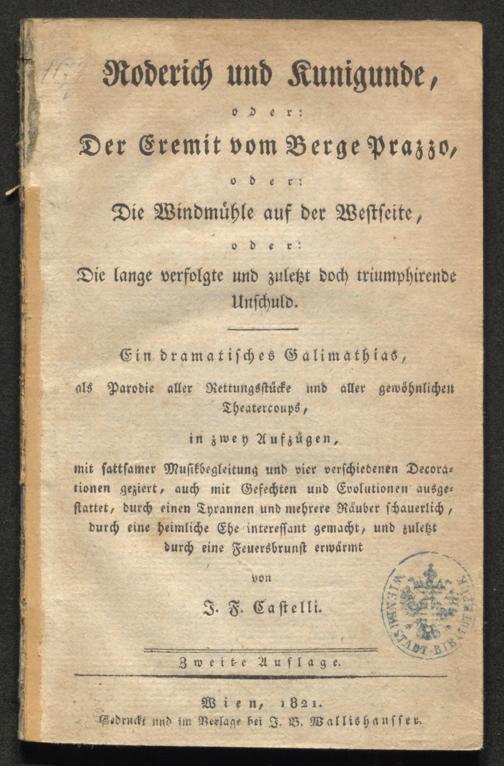 Roderich und Kunigunde,
oder:
Der Eremit vom Berge Prazzo,
oder:
Die Windmühle auf der Westseite,
oder:
Die lange verfolgte und zuletzt doch triumphirende
Unschuld.
Ein dramatisches Galimathias,
als Parodie aller Rettungsstücke und aller gewöhnlichen
Theatercoups,
in zwey Aufzügen,
mit sattsamer Musikbegleitung und vier verschiedenen Decora-
tionen geziert, auch mit Gefechten und Evolutionen ausge-
stattet, durch einen Tyrannen und mehrere Räuber schauerlich,
durch eine heimliche Ehe interessant gemacht, und zuletzt
durch eine Feuersbrunst erwärmt
von
J. F. Castelli.
WIENER STADT-BIBLIOTHEK
Zweite Auflage.
Wien, 1821.
Gedruckt und im Verlage bei J. B. Wallishausser.